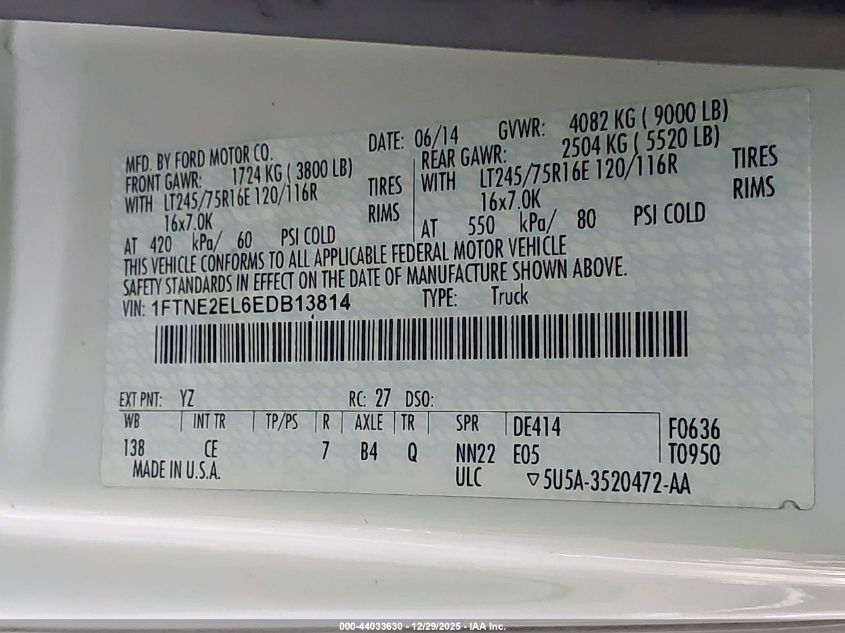 MFD. BY FORD MOTOR CO. DATE: 06/14 GVWR: 4082 KG ( 9000 LB)
FRONT GAWR: 1724 KG ( 3800 LB) REAR GAWR: 2504 KG ( 5520 LB)
WITH LT245/75R16E 120/116R TIRES WITH LT245/75R16E 120/116R TIRES
16x7.0K RIMS 16x7.0K RIMS
AT 420 kPa/ 60 PSI COLD AT 550 kPa/ 80 PSI COLD
THIS VEHICLE CONFORMS TO ALL APPLICABLE FEDERAL MOTOR VEHICLE
SAFETY STANDARDS IN EFFECT ON THE DATE OF MANUFACTURE SHOWN ABOVE.
VIN: 1FTNE2EL6EDB13814 TYPE: Truck
EXT PNT: YZ RC: 27 DSO:
WB INT TR TP/PS R AXLE TR SPR DE414 F0636
138 CE 7 B4 Q NN22 E05 T0950
MADE IN U.S.A. ULC ▽5U5A-3520472-AA
000-44033630 - 12/29/2025 - IAA Inc.